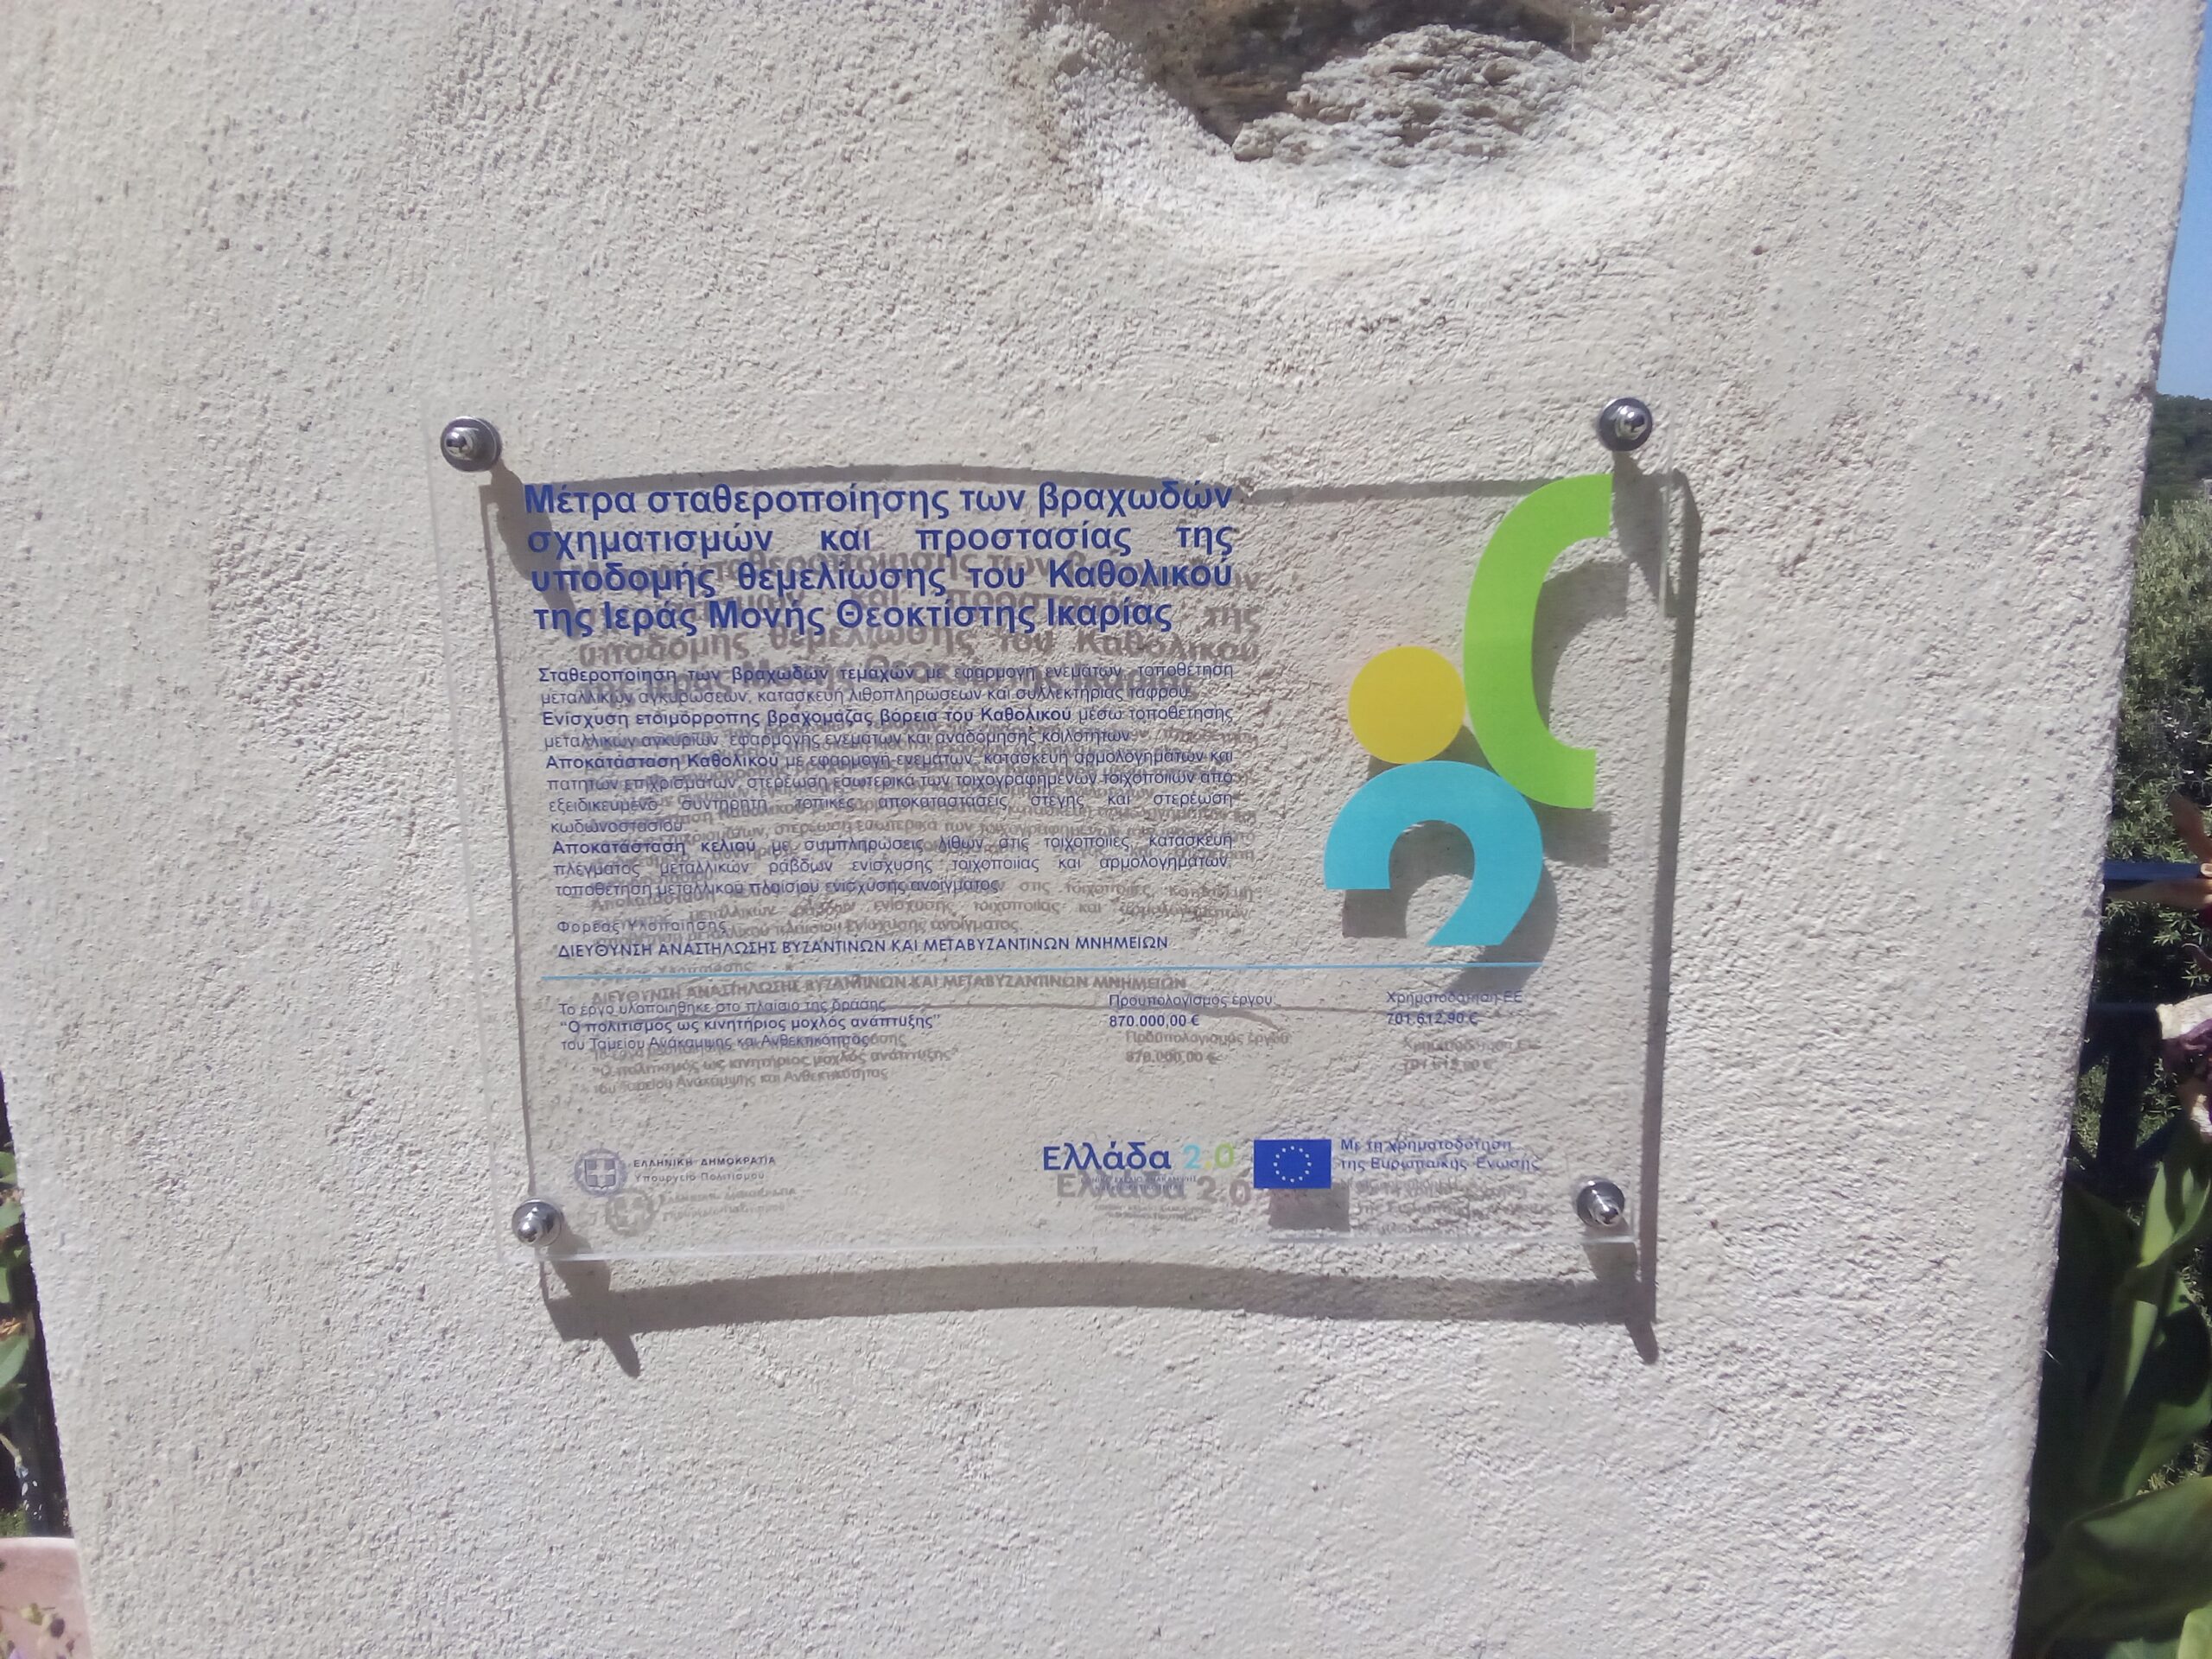 Μέτρα σταθεροποίησης των βραχωδών
σχηματισμών και προστασίας της
υποδομής θεμελίωσης του Καθολικού
της Ιεράς Μονής Θεοκτίστης Ικαρίας
Σταθεροποίηση των βραχωδών τεμαχών με εφαρμογή ενεμάτων, τοποθέτηση
μεταλλικών αγκυρώσεων, κατασκευή λιθοπληρώσεων και συλλεκτήριας τάφρου.
Ενίσχυση ετοιμόρροπης βραχομάζας βόρεια του Καθολικού μέσω τοποθέτησης
μεταλλικών αγκυρίων, εφαρμογής ενεμάτων και αναδόμησης κοιλοτήτων.
Αποκατάσταση Καθολικού με εφαρμογή ενεμάτων, κατασκευή αρμολογημάτων και
πατητών επιχρισμάτων, στερέωση εσωτερικά των τοιχογραφημένων τοιχοποιιών από
εξειδικευμένο συντηρητή, τοπικές αποκαταστάσεις στέγης και στερέωση
κωδωνοστασίου.
Αποκατάσταση κελιού με συμπληρώσεις λίθων στις τοιχοποιίες, κατασκευή
πλέγματος μεταλλικών ράβδων ενίσχυσης τοιχοποιίας και αρμολογημάτων,
τοποθέτηση μεταλλικού πλαισίου ενίσχυσης ανοίγματος.
Φορέας Υλοποίησης
ΔΙΕΥΘΥΝΣΗ ΑΝΑΣΤΗΛΩΣΗΣ ΒΥΖΑΝΤΙΝΩΝ ΚΑΙ ΜΕΤΑΒΥΖΑΝΤΙΝΩΝ ΜΝΗΜΕΙΩΝ
Το έργο υλοποιήθηκε στο πλαίσιο της δράσης
"Ο πολιτισμός ως κινητήριος μοχλός ανάπτυξης"
του Ταμείου Ανάκαμψης και Ανθεκτικότητας
Προϋπολογισμός έργου
870.000,00 €
Χρηματοδότηση ΕΕ
701.612,90 €
ΕΛΛΗΝΙΚΗ ΔΗΜΟΚΡΑΤΙΑ
Υπουργείο Πολιτισμού
Ελλάδα 2.0
Με τη χρηματοδότηση
της Ευρωπαϊκής Ένωσης